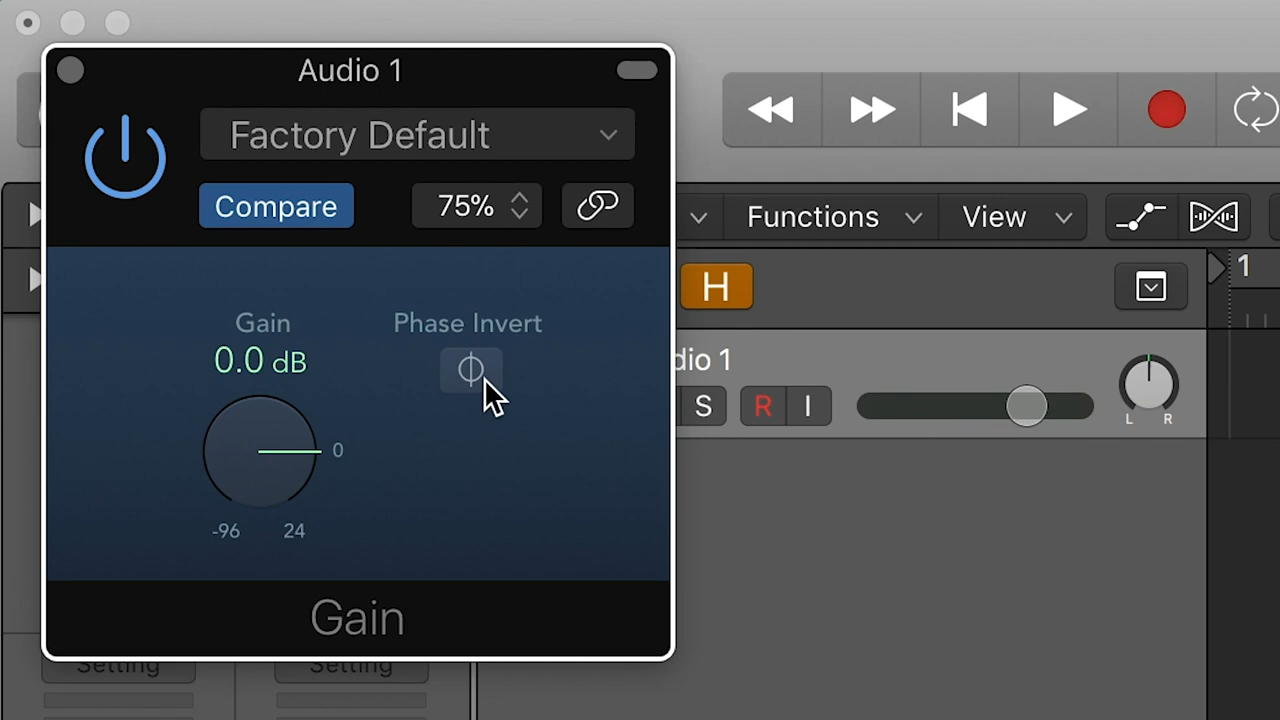 Audio 1
Factory Default
Compare
75%
Functions
View
H
1
Gain
Phase Invert
0.0 dB
dio 1
S
R
I
L
R
0
-96
24
Gain
Setting
Setting